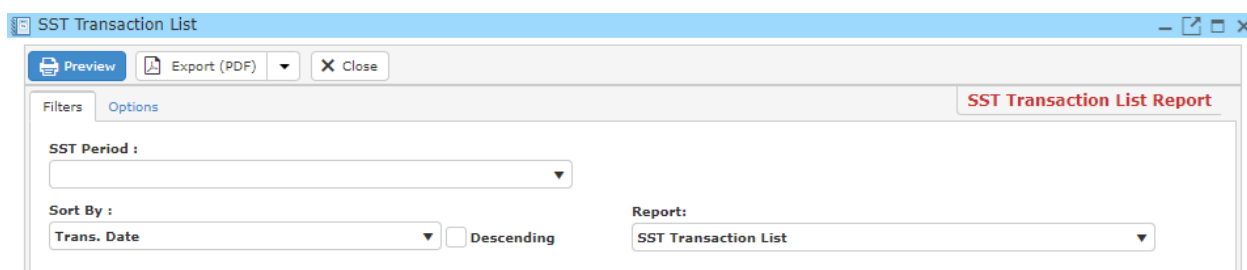 SST Transaction List
Preview
Export (PDF)
Close
Filters
Options
SST Transaction List Report
SST Period :
Sort By :
Report:
Trans. Date
Descending
SST Transaction List